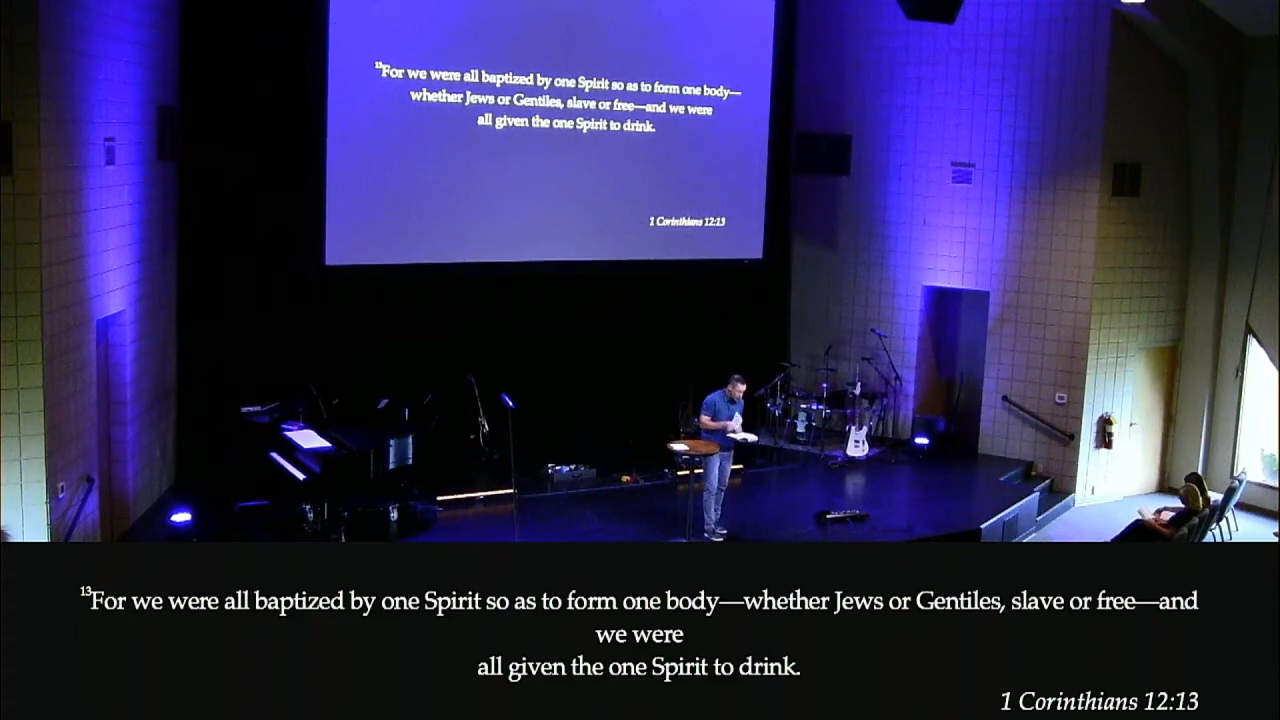 ¹³For we were all baptized by one Spirit so as to form one body—
whether Jews or Gentiles, slave or free—and we were
all given the one Spirit to drink.
1 Corinthians 12:13
¹³For we were all baptized by one Spirit so as to form one body—whether Jews or Gentiles, slave or free—and
we were
all given the one Spirit to drink.
1 Corinthians 12:13